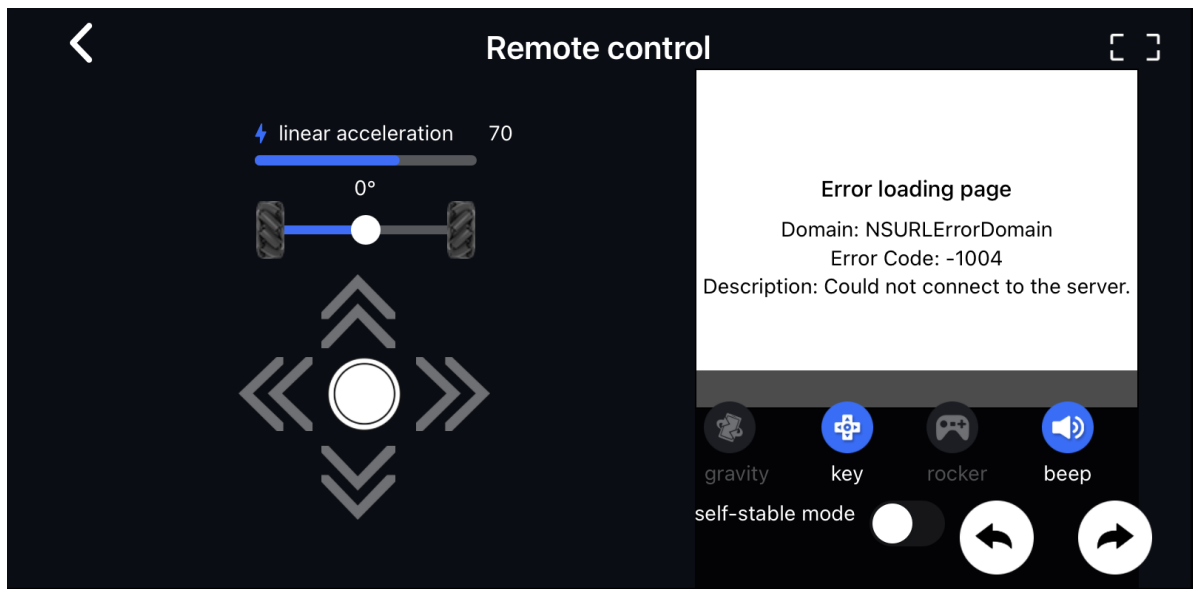 Remote control
linear acceleration 70
0°
Error loading page
Domain: NSURLErrorDomain
Error Code: -1004
Description: Could not connect to the server.
gravity key rocker beep
self-stable mode